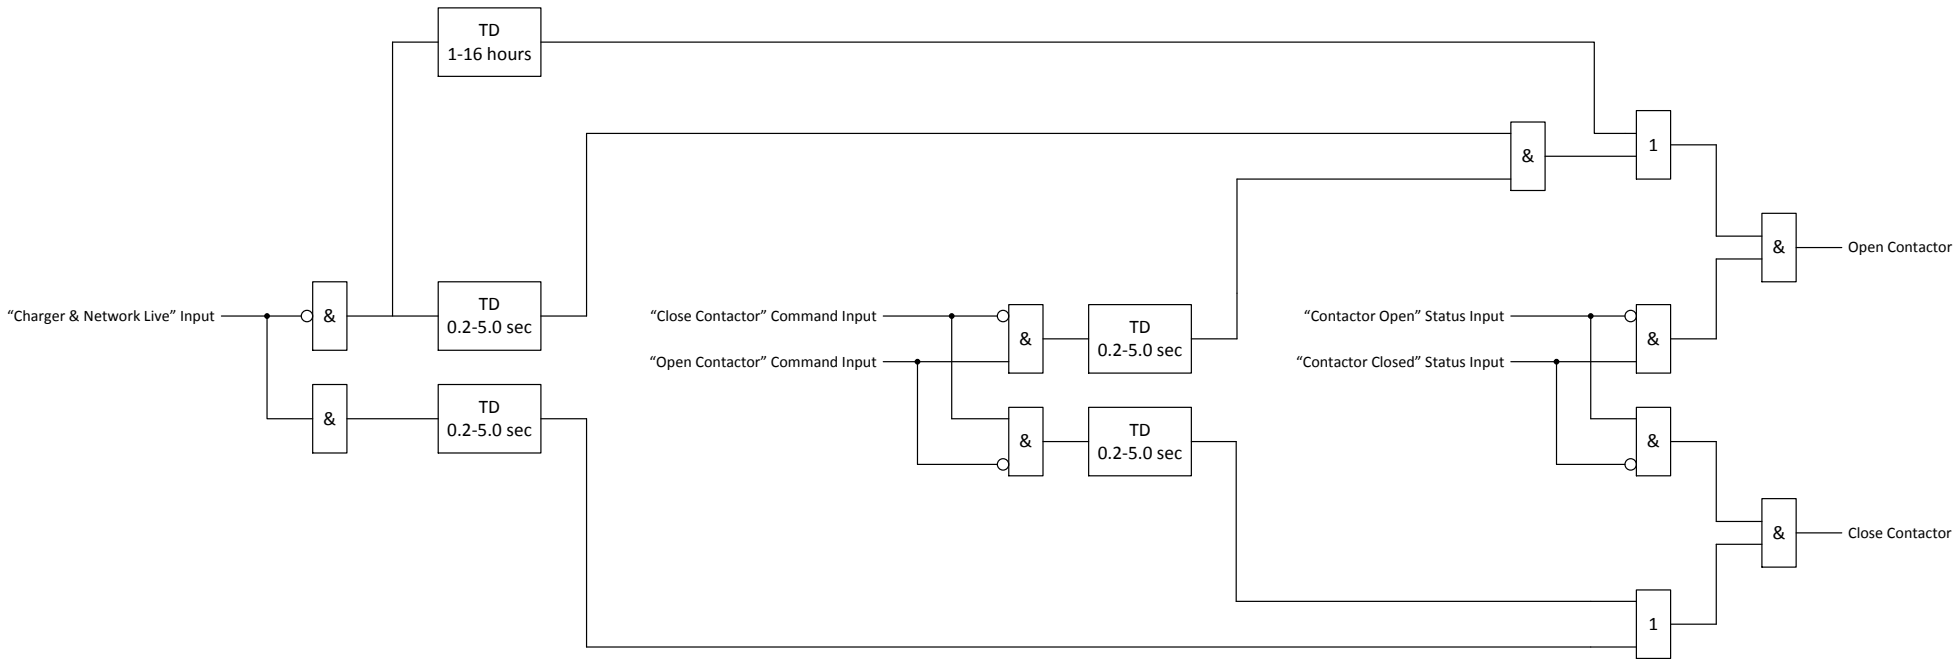 TD
1-16 hours
1
&
&
Open Contactor
“Charger & Network Live” Input
&
TD
0.2-5.0 sec
“Close Contactor” Command Input
“Open Contactor” Command Input
&
TD
0.2-5.0 sec
“Contactor Open” Status Input
“Contactor Closed” Status Input
&
&
TD
0.2-5.0 sec
&
TD
0.2-5.0 sec
&
&
Close Contactor
1